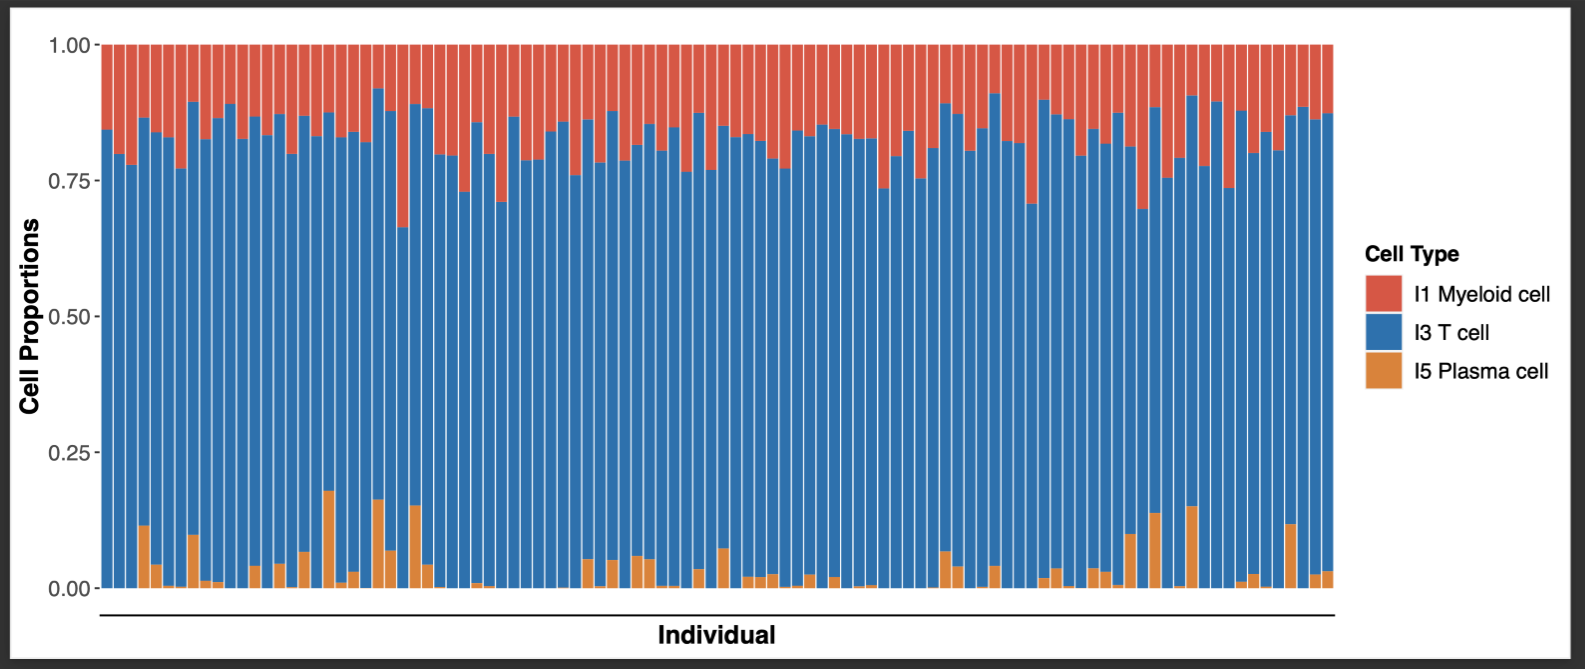 1.00
0.75
0.50
0.25
0.00
Cell Proportions
Individual
Cell Type
I1 Myeloid cell
I3 T cell
I5 Plasma cell